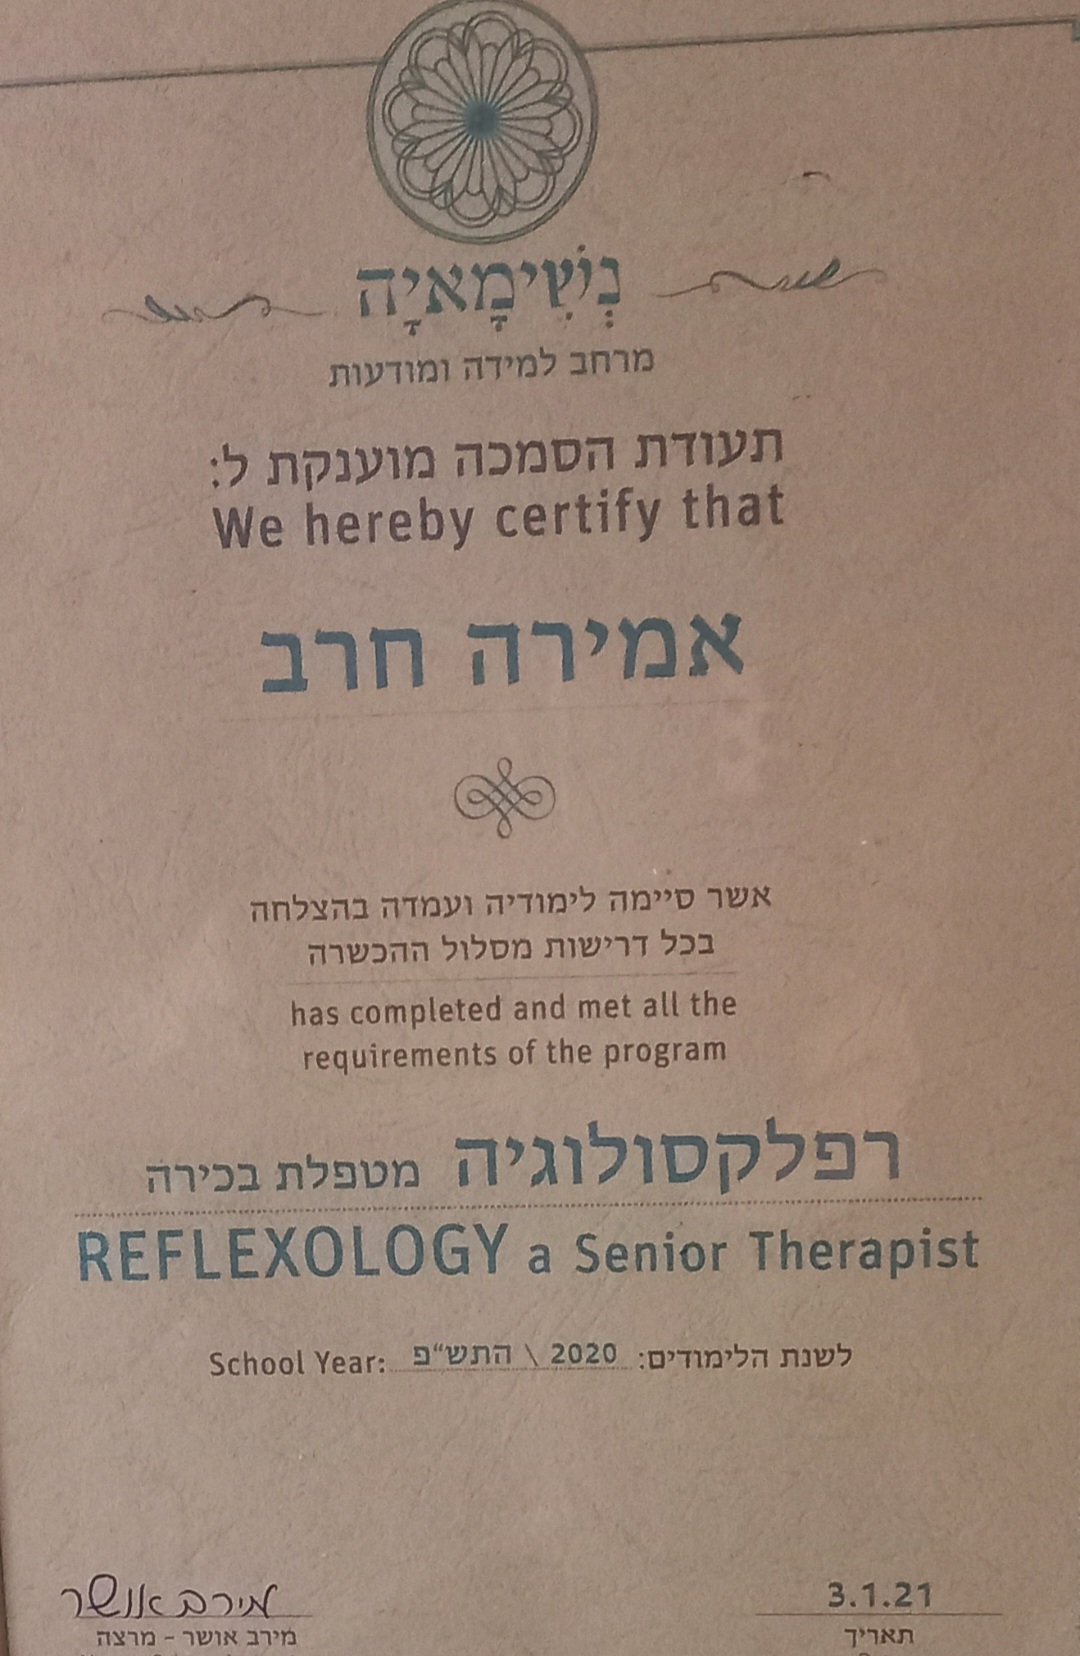 נְשִׁימָאיָה
מרחב למידה ומודעות
תעודת הסמכה מוענקת ל:
We hereby certify that
אמירה חרב
אשר סיימה לימודיה ועמדה בהצלחה
בכל דרישות מסלול ההכשרה
has completed and met all the
requirements of the program
רפלקסולוגיה מטפלת בכירה
REFLEXOLOGY a Senior Therapist
School Year: התש"פ \ 2020 לשנת הלימודים:
מירב אושר 3.1.21
מירב אושר - מרצה תאריך